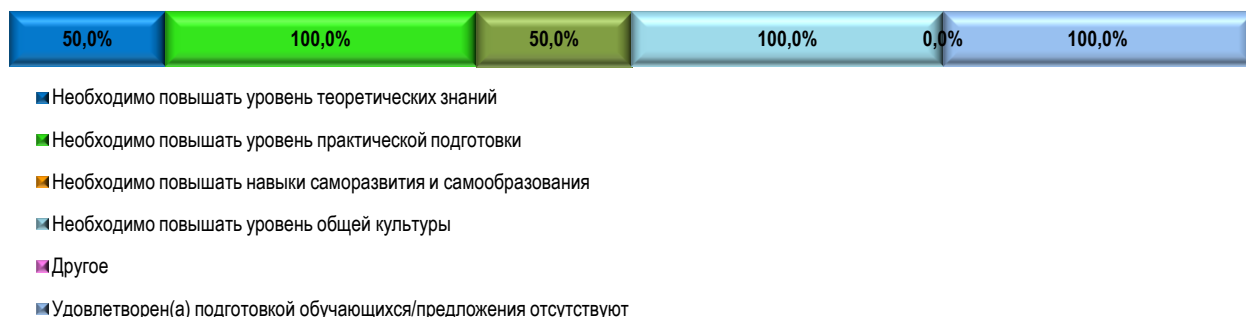 50,0% 100,0% 50,0% 100,0% 0,0% 100,0%
Необходимо повышать уровень теоретических знаний
Необходимо повышать уровень практической подготовки
Необходимо повышать навыки саморазвития и самообразования
Необходимо повышать уровень общей культуры
Другое
Удовлетворен(а) подготовкой обучающихся/предложения отсутствуют